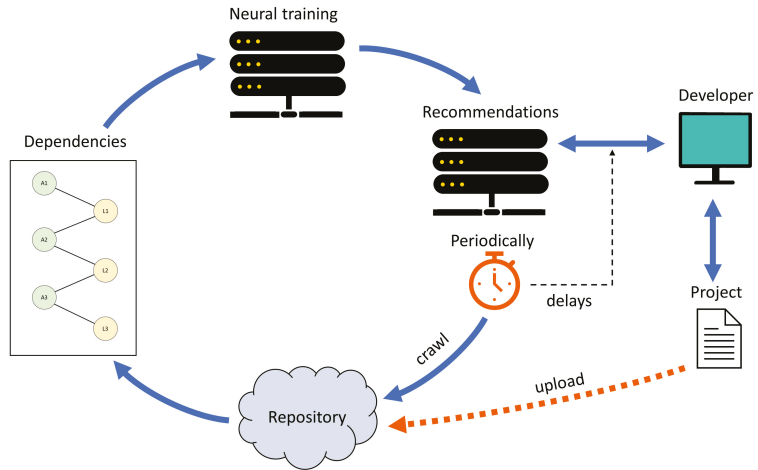 Neural training
Recommendations
Developer
Dependencies
A1
L1
A2
L2
A3
L3
Periodically
delays
Project
crawl
upload
Repository